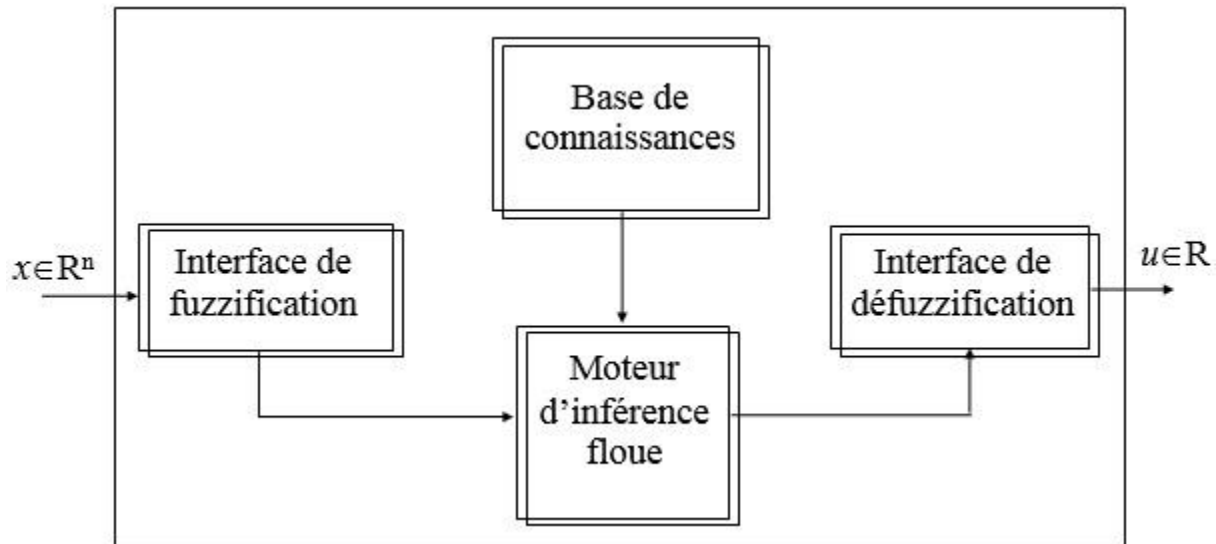 Base de
connaissances
x∈Rⁿ
Interface de
fuzzification
Interface de
défuzzification
u∈R
Moteur
d’inférence
floue